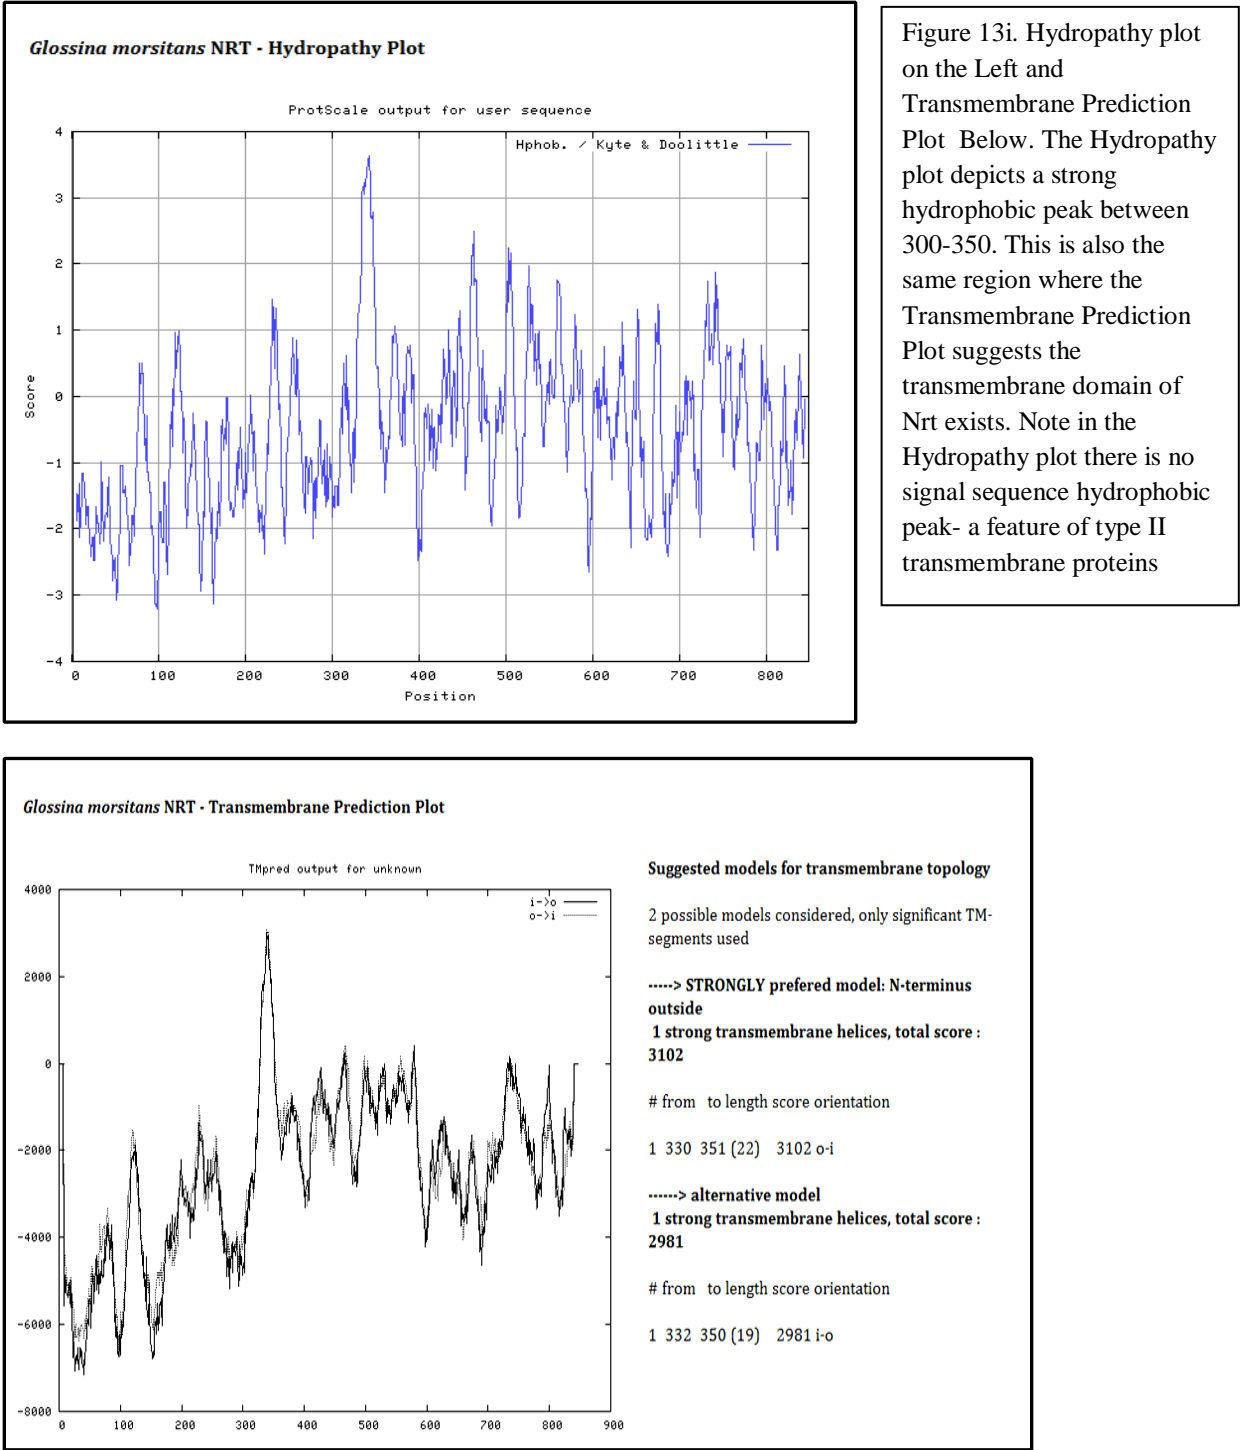 Glossina morsitans NRT - Hydropathy Plot
ProtScale output for user sequence
Hphob. / Kyte & Doolittle
4
3
2
1
0
-1
-2
-3
-4
Score
0 100 200 300 400 500 600 700 800
Position
Figure 13i. Hydropathy plot
on the Left and
Transmembrane Prediction
Plot Below. The Hydropathy
plot depicts a strong
hydrophobic peak between
300-350. This is also the
same region where the
Transmembrane Prediction
Plot suggests the
transmembrane domain of
Nrt exists. Note in the
Hydropathy plot there is no
signal sequence hydrophobic
peak- a feature of type II
transmembrane proteins
Glossina morsitans NRT - Transmembrane Prediction Plot
TMpred output for unknown
i->o
o->i
4000
2000
0
-2000
-4000
-6000
-8000
0 100 200 300 400 500 600 700 800 900
Suggested models for transmembrane topology
2 possible models considered, only significant TM-
segments used
-----> STRONGLY prefered model: N-terminus
outside
1 strong transmembrane helices, total score :
3102
# from to length score orientation
1 330 351 (22) 3102 o-i
------> alternative model
1 strong transmembrane helices, total score :
2981
# from to length score orientation
1 332 350 (19) 2981 i-o